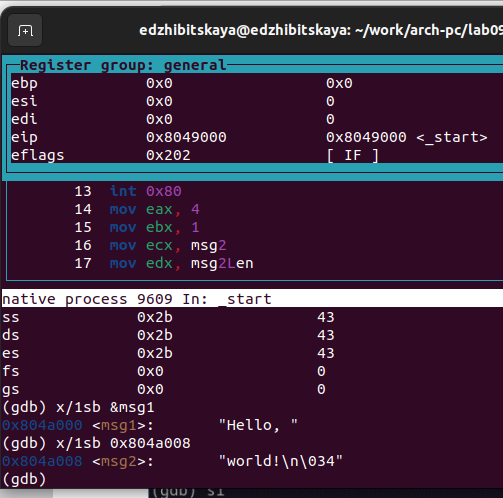 edzhibitskaya@edzhibitskaya: ~/work/arch-pc/lab09
Register group: general
ebp 0x0 0x0
esi 0x0 0
edi 0x0 0
eip 0x8049000 0x8049000 <_start>
eflags 0x202 [ IF ]
13 int 0x80
14 mov eax, 4
15 mov ebx, 1
16 mov ecx, msg2
17 mov edx, msg2Len
native process 9609 In: _start
ss 0x2b 43
ds 0x2b 43
es 0x2b 43
fs 0x0 0
gs 0x0 0
(gdb) x/1sb &msg1
0x804a000 <msg1>: "Hello, "
(gdb) x/1sb 0x804a008
0x804a008 <msg2>: "world!\n\034"
(gdb)
(gdb) si